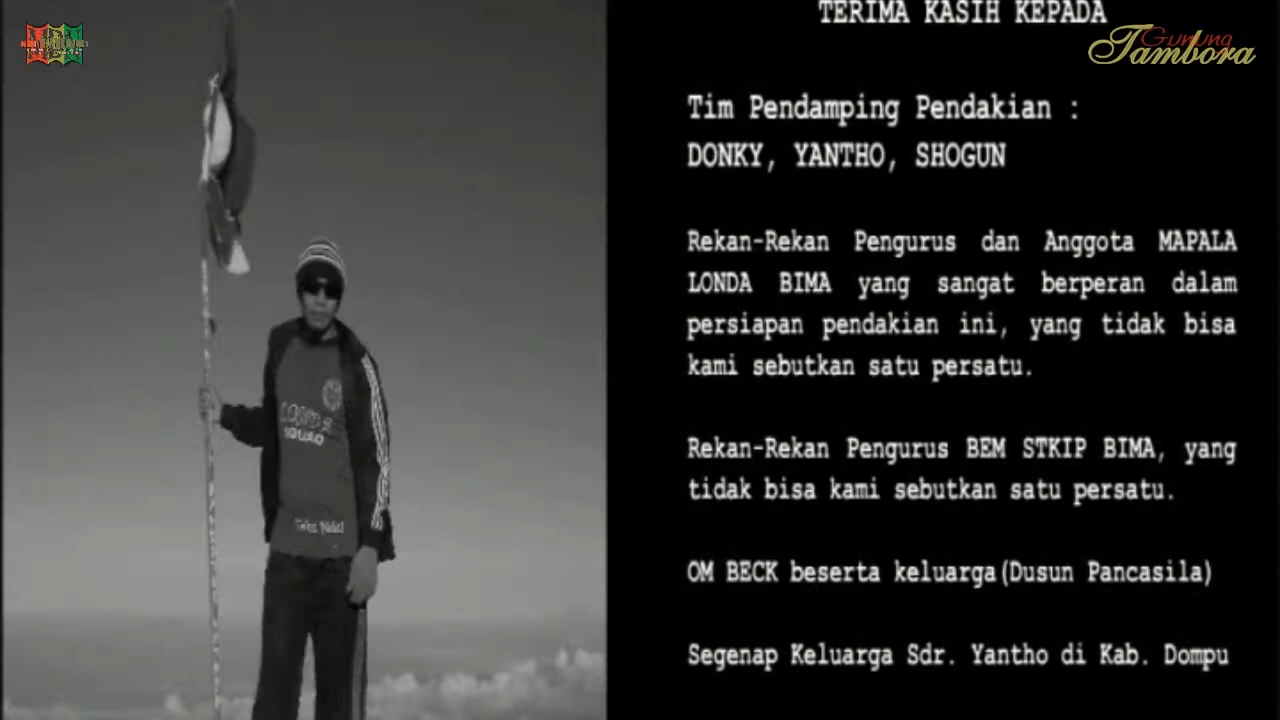 TERIMA KASIH KEPADA
Gunung
Tambora
Tim Pendamping Pendakian :
DONKY, YANTHO, SHOGUN
Rekan-Rekan Pengurus dan Anggota MAPALA
LONDA BIMA yang sangat berperan dalam
persiapan pendakian ini, yang tidak bisa
kami sebutkan satu persatu.
Rekan-Rekan Pengurus BEM STKIP BIMA, yang
tidak bisa kami sebutkan satu persatu.
OM BECK beserta keluarga(Dusun Pancasila)
Segenap Keluarga Sdr. Yantho di Kab. Dompu
LONDA
SQUAD